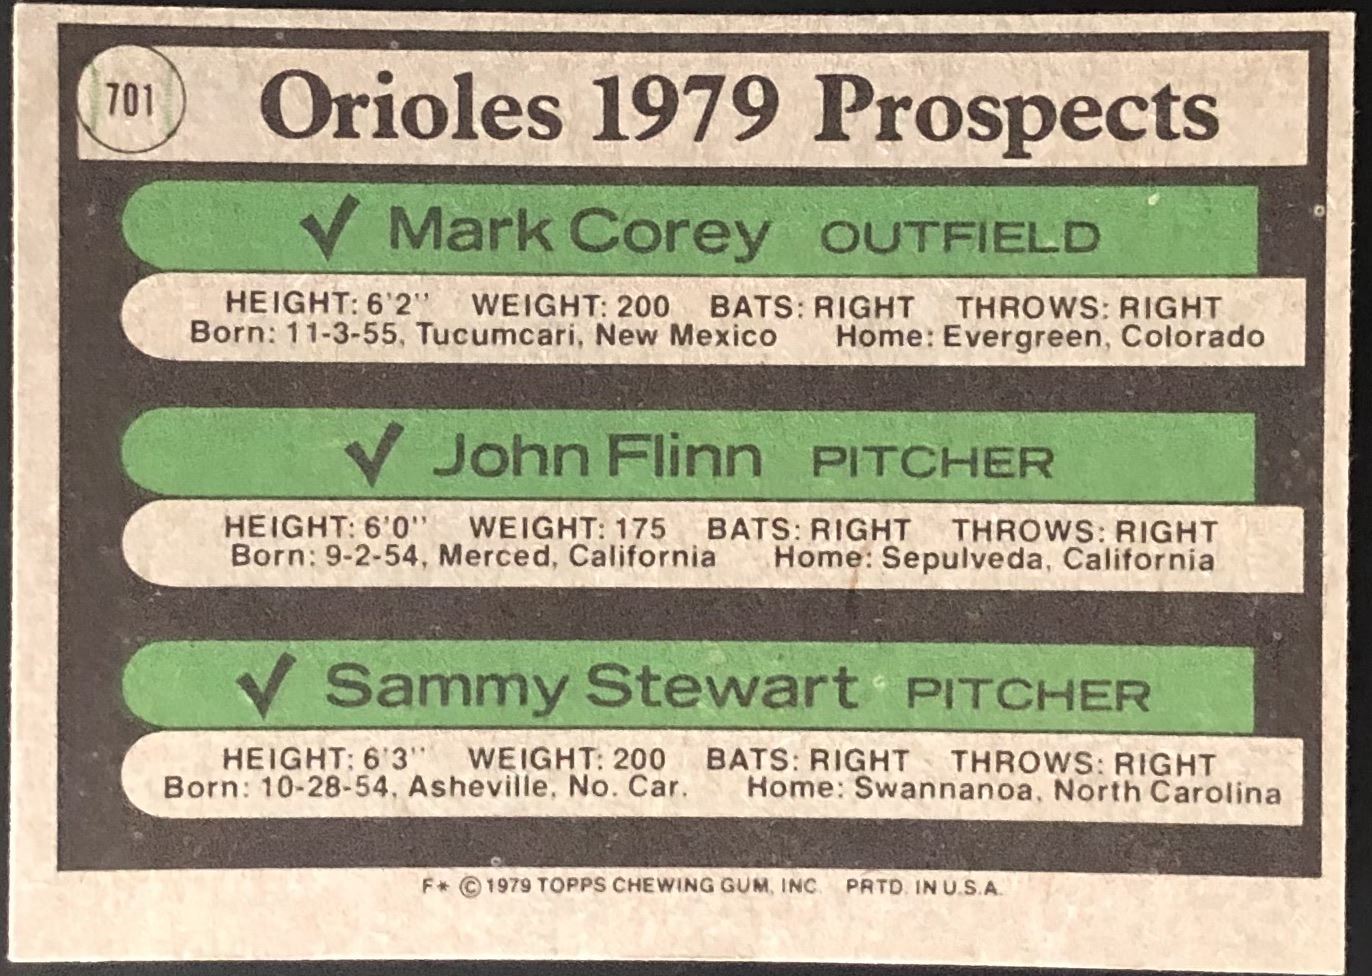 701
Orioles 1979 Prospects
✓ Mark Corey OUTFIELD
HEIGHT: 6'2" WEIGHT: 200 BATS: RIGHT THROWS: RIGHT
Born: 11-3-55, Tucumcari, New Mexico Home: Evergreen, Colorado
✓ John Flinn PITCHER
HEIGHT: 6'0" WEIGHT: 175 BATS: RIGHT THROWS: RIGHT
Born: 9-2-54, Merced, California Home: Sepulveda, California
✓ Sammy Stewart PITCHER
HEIGHT: 6'3" WEIGHT: 200 BATS: RIGHT THROWS: RIGHT
Born: 10-28-54, Asheville, No. Car. Home: Swannanoa, North Carolina
F* © 1979 TOPPS CHEWING GUM, INC. PRTD. IN U.S.A.